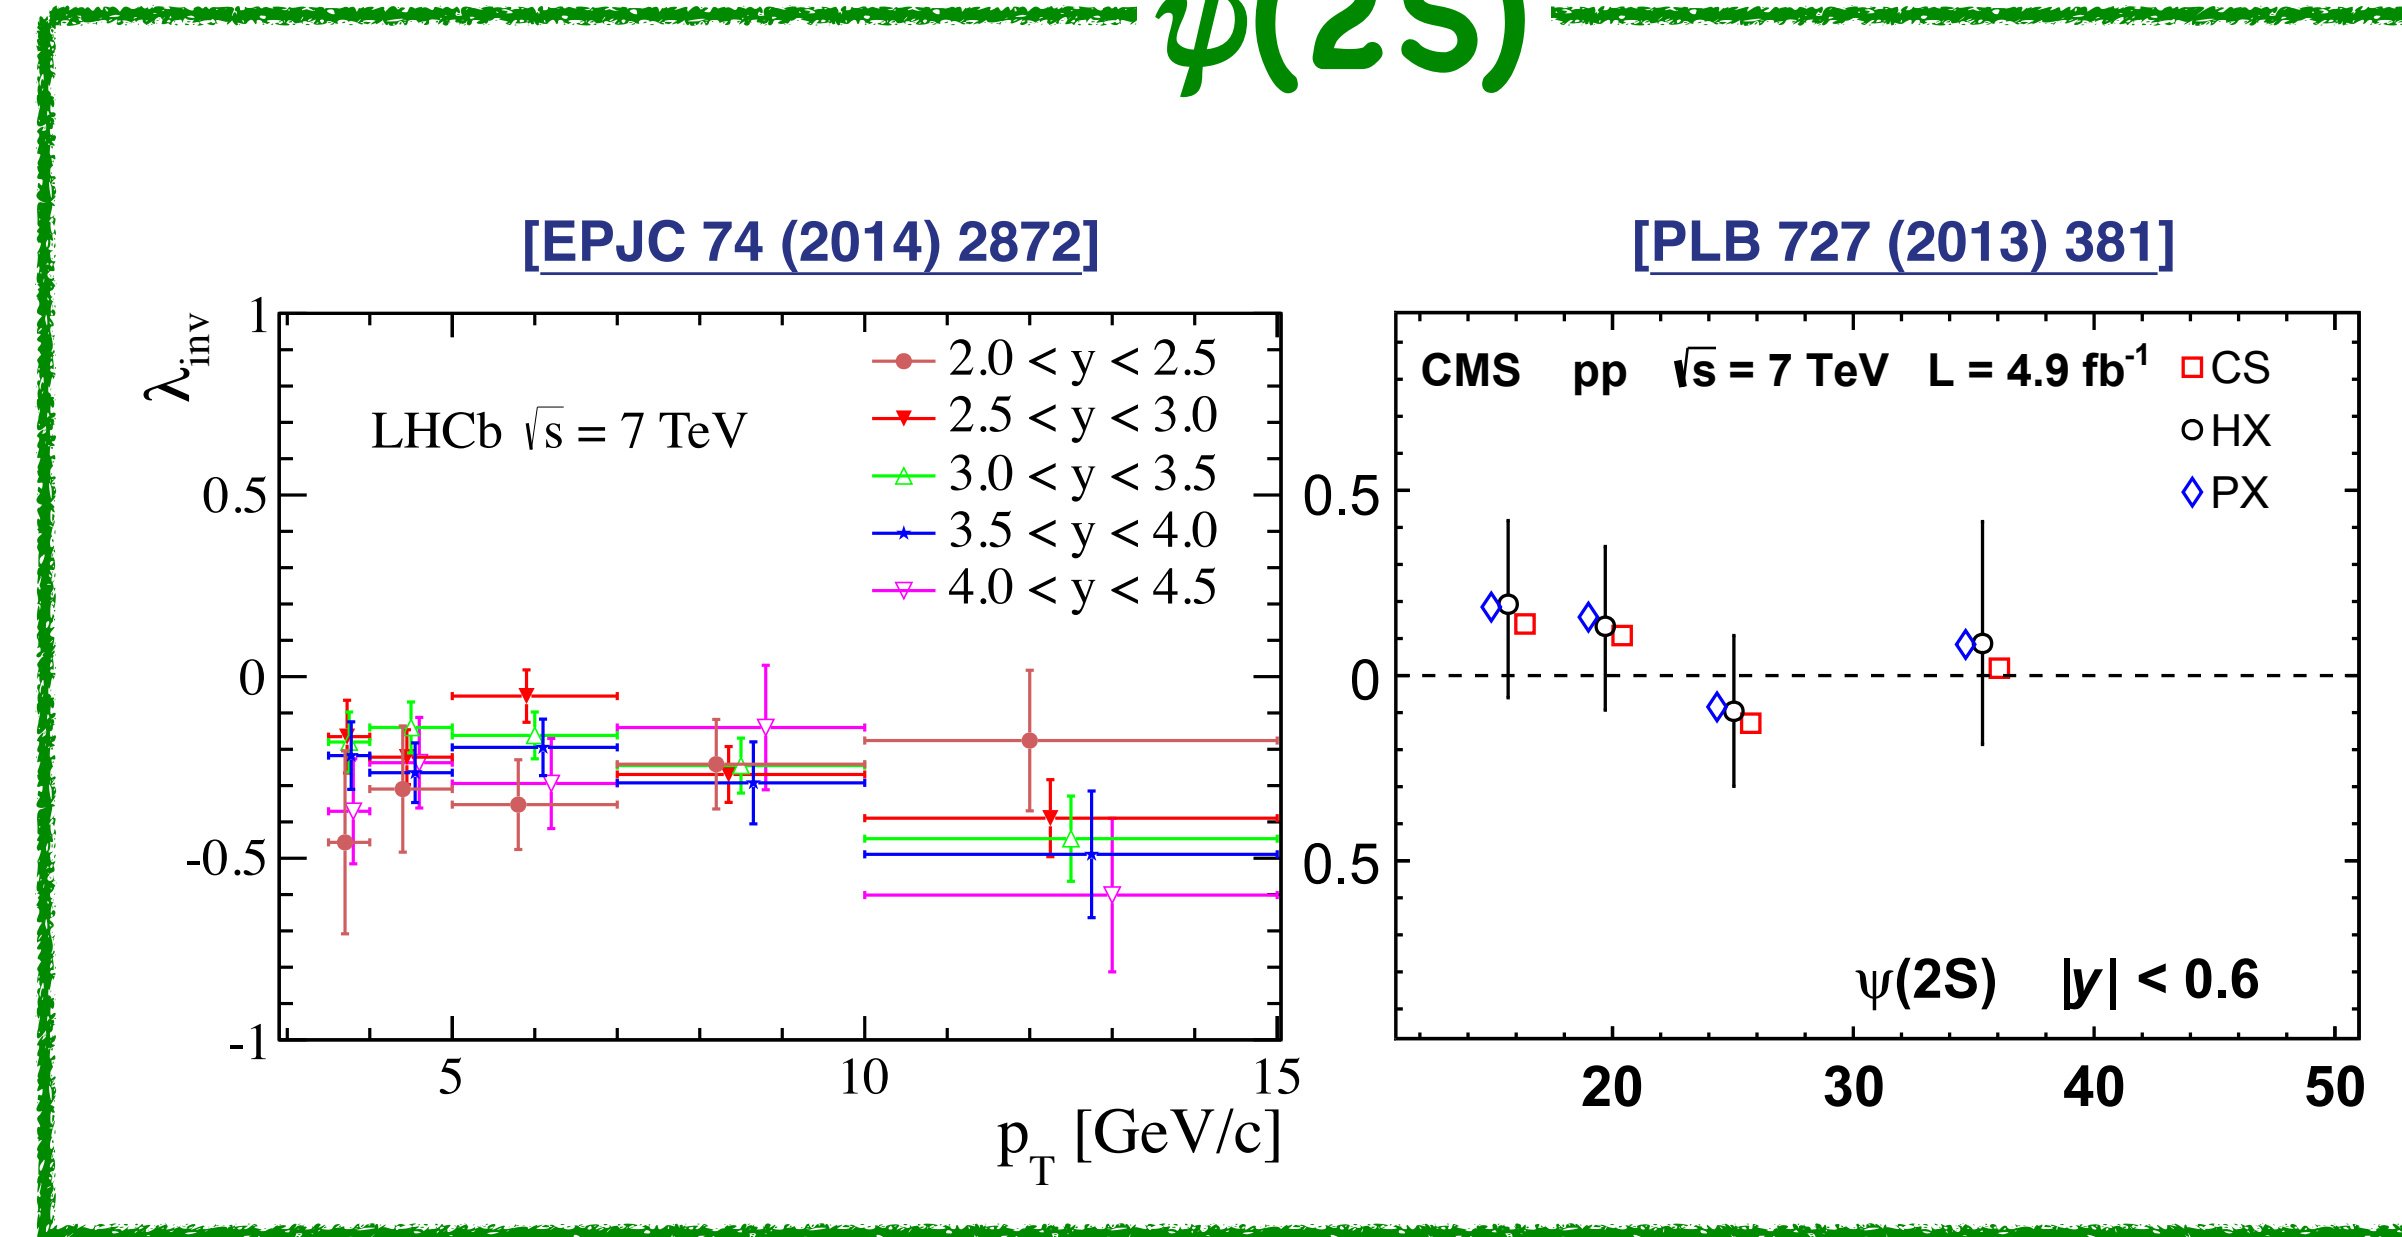 ψ(2S)
[EPJC 74 (2014) 2872]
[PLB 727 (2013) 381]
λinv
1
0.5
0
-0.5
-1
LHCb √s = 7 TeV
2.0 < y < 2.5
2.5 < y < 3.0
3.0 < y < 3.5
3.5 < y < 4.0
4.0 < y < 4.5
5 10 15
pT [GeV/c]
CMS pp √s = 7 TeV L = 4.9 fb-1
CS
HX
PX
0.5
0
0.5
ψ(2S) |y| < 0.6
20 30 40 50